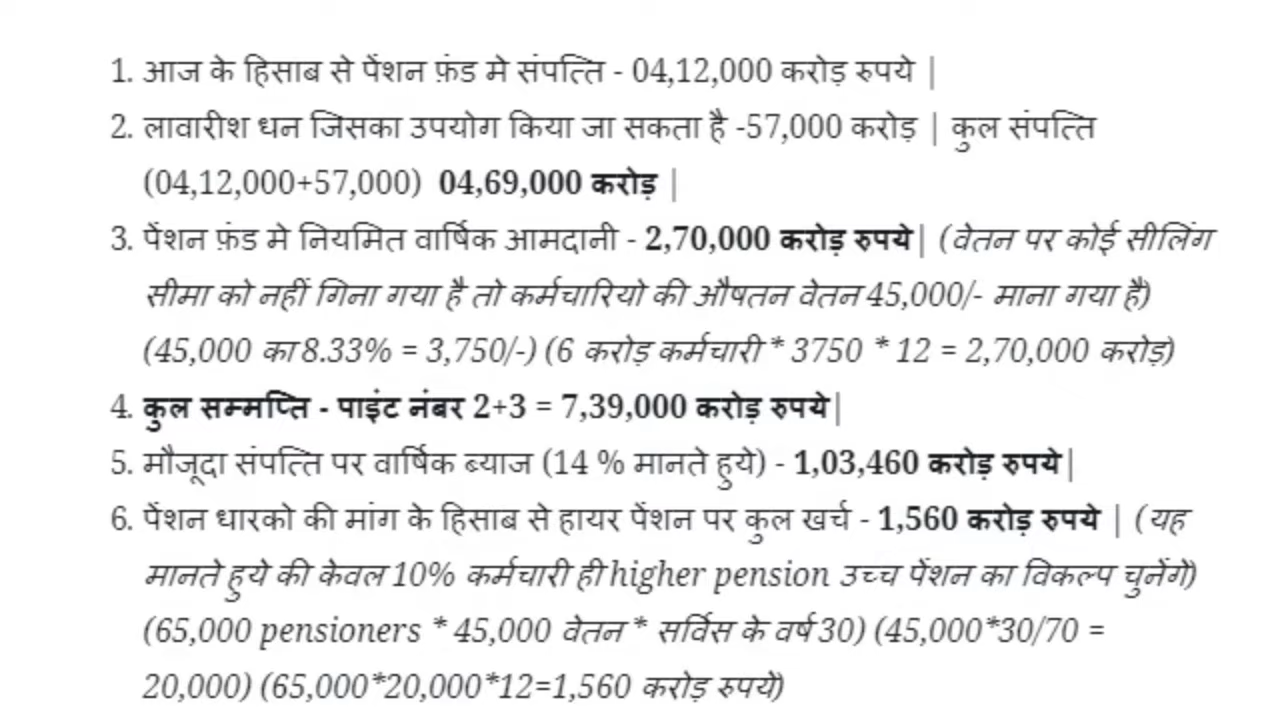 1. आज के हिसाब से पेंशन फ़ंड मे संपत्ति - 04,12,000 करोड़ रुपये |
2. लावारीश धन जिसका उपयोग किया जा सकता है -57,000 करोड़ | कुल संपत्ति
(04,12,000+57,000) 04,69,000 करोड़ |
3. पेंशन फ़ंड मे नियमित वार्षिक आमदानी - 2,70,000 करोड़ रुपये| (वेतन पर कोई सीलिंग
सीमा को नहीं गिना गया है तो कर्मचारियो की औषतन वेतन 45,000/- माना गया है)
(45,000 का 8.33% = 3,750/-) (6 करोड़ कर्मचारी * 3750 * 12 = 2,70,000 करोड़)
4. कुल सम्मप्ति - पाइंट नंबर 2+3 = 7,39,000 करोड़ रुपये|
5. मौजूदा संपत्ति पर वार्षिक ब्याज (14 % मानते हुये) - 1,03,460 करोड़ रुपये|
6. पेंशन धारको की मांग के हिसाब से हायर पेंशन पर कुल खर्च - 1,560 करोड़ रुपये | (यह
मानते हुये की केवल 10% कर्मचारी ही higher pension उच्च पेंशन का विकल्प चुनेंगे)
(65,000 pensioners * 45,000 वेतन * सर्विस के वर्ष 30) (45,000*30/70 =
20,000) (65,000*20,000*12=1,560 करोड़ रुपये)